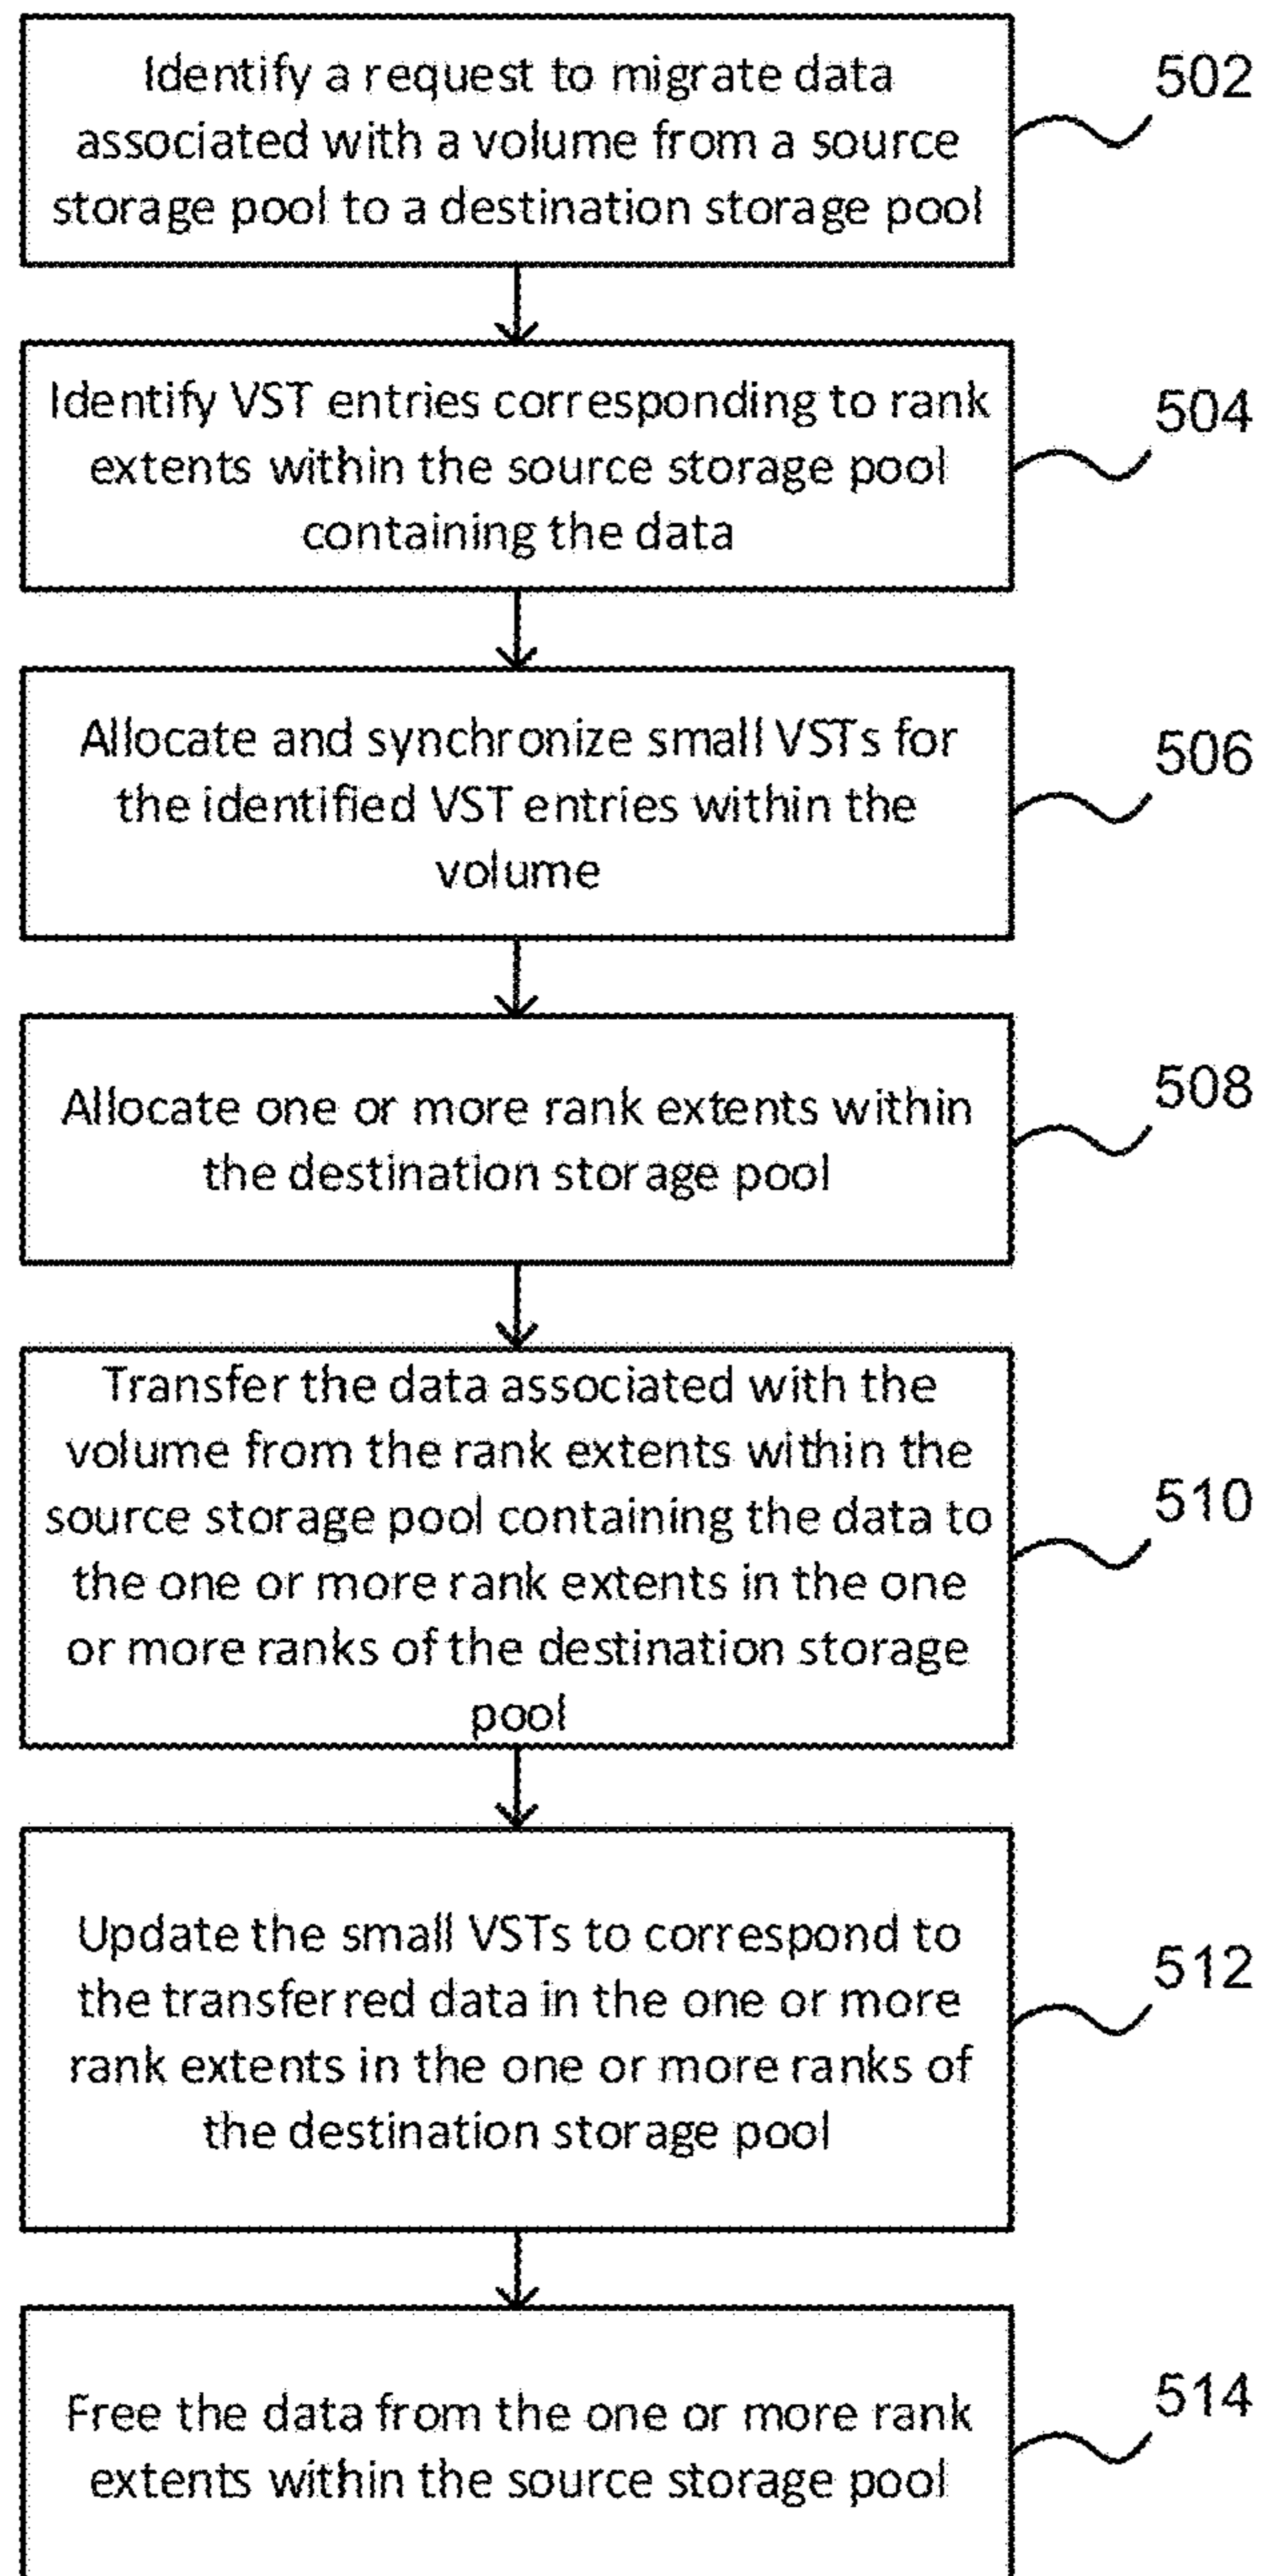 Identify a request to migrate data
associated with a volume from a source
storage pool to a destination storage pool
502
Identify VST entries corresponding to rank
extents within the source storage pool
containing the data
504
Allocate and synchronize small VSTs for
the identified VST entries within the
volume
506
Allocate one or more rank extents within
the destination storage pool
508
Transfer the data associated with the
volume from the rank extents within the
source storage pool containing the data to
the one or more rank extents in the one
or more ranks of the destination storage
pool
510
Update the small VSTs to correspond to
the transferred data in the one or more
rank extents in the one or more ranks of
the destination storage pool
512
Free the data from the one or more rank
extents within the source storage pool
514